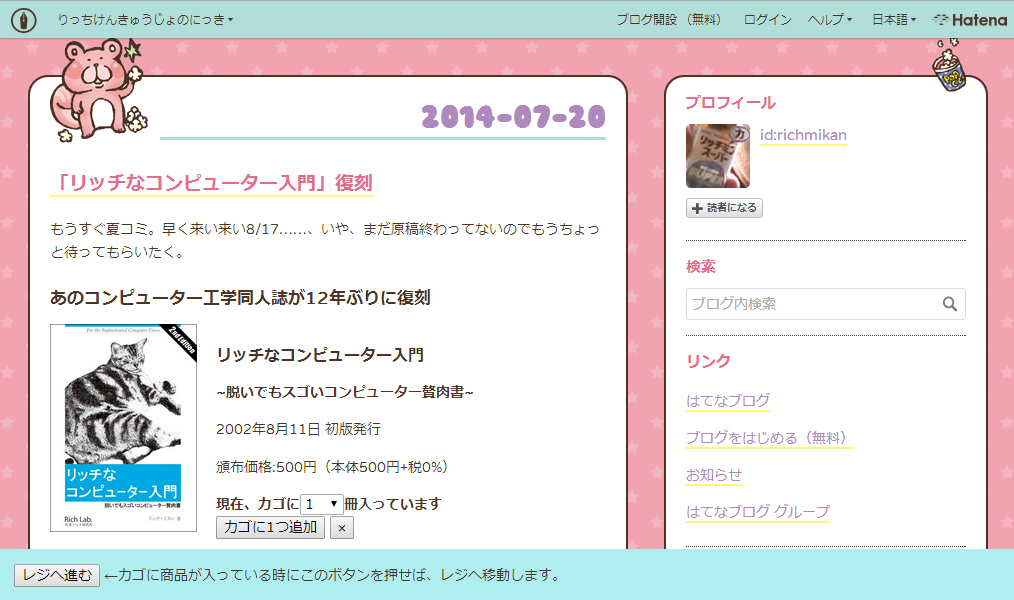 りっちけんきゅうじょのにっき
ブログ開設（無料） ログイン ヘルプ 日本語 Hatena
2014-07-20
「リッチなコンピューター入門」復刻
もうすぐ夏コミ。早く来い来い8/17……、いや、まだ原稿終わってないのでもうちょっ
と待ってもらいたく。
あのコンピューター工学同人誌が12年ぶりに復刻
For the Sophisticated Computer Users
2nd Edition
リッチな
コンピューター入門
脱いでもスゴいコンピューター贅肉書
Rich Lab.
リッチ・ミカン 著
リッチなコンピューター入門
~脱いでもスゴいコンピューター贅肉書~
2002年8月11日 初版発行
頒布価格:500円（本体500円+税0%）
現在、カゴに 1 冊入っています
カゴに1つ追加 ×
POP
プロフィール
id:richmikan
読者になる
検索
ブログ内検索
リンク
はてなブログ
ブログをはじめる（無料）
お知らせ
はてなブログ グループ
レジへ進む ←カゴに商品が入っている時にこのボタンを押せば、レジへ移動します。